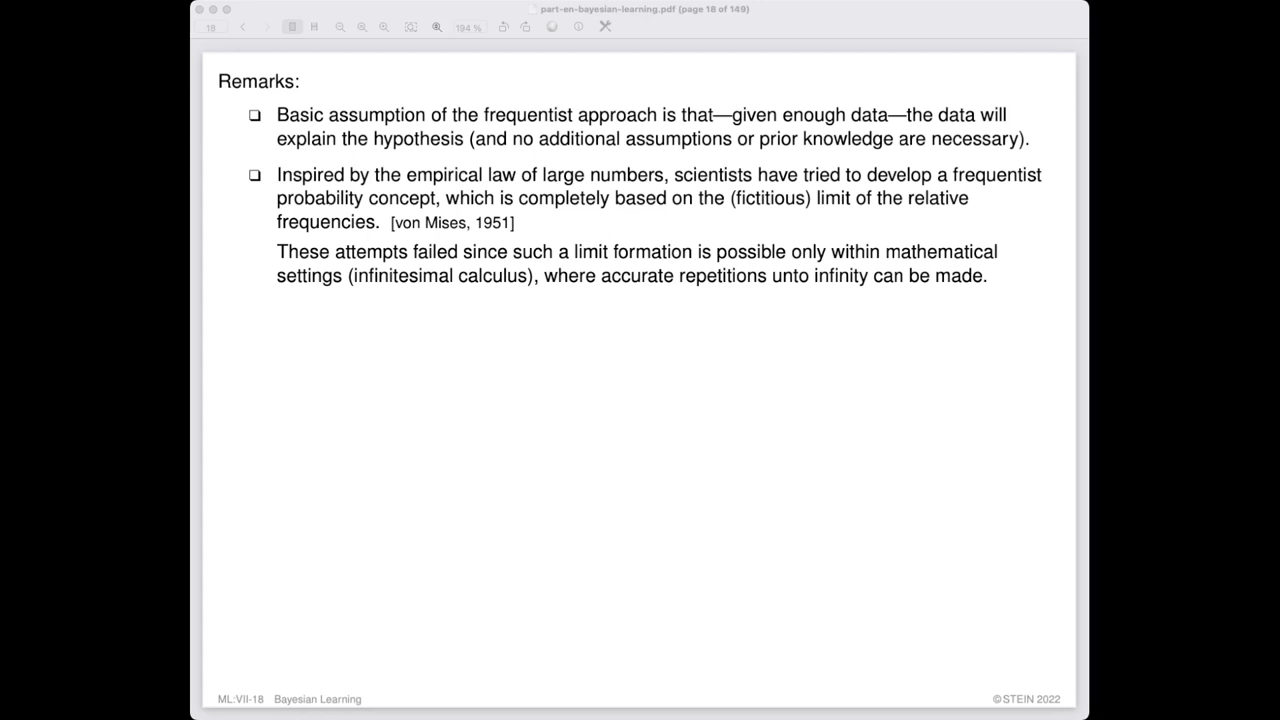 part-en-bayesian-learning.pdf (page 18 of 149)
18
194 %
Remarks:
❑ Basic assumption of the frequentist approach is that—given enough data—the data will
explain the hypothesis (and no additional assumptions or prior knowledge are necessary).
❑ Inspired by the empirical law of large numbers, scientists have tried to develop a frequentist
probability concept, which is completely based on the (fictitious) limit of the relative
frequencies. [von Mises, 1951]
These attempts failed since such a limit formation is possible only within mathematical
settings (infinitesimal calculus), where accurate repetitions unto infinity can be made.
ML:VII-18 Bayesian Learning
©STEIN 2022